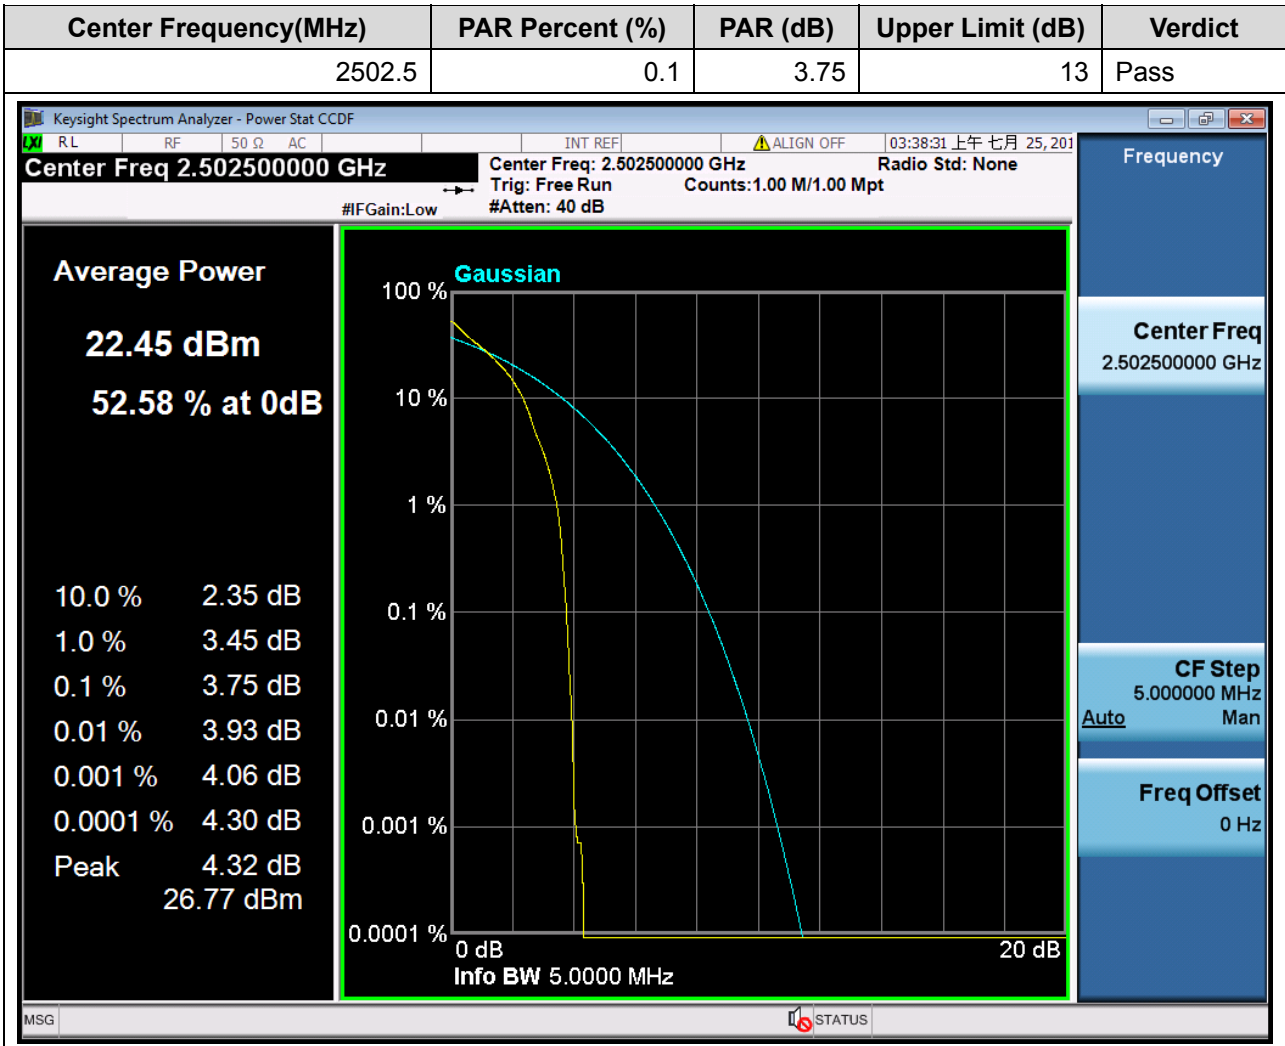 Center Frequency(MHz) PAR Percent (%) PAR (dB) Upper Limit (dB) Verdict
2502.5 0.1 3.75 13 Pass
Keysight Spectrum Analyzer - Power Stat CCDF
LXI RL RF 50 Ω AC INT REF ALIGN OFF 03:38:31 上午 七月 25, 201
Center Freq 2.502500000 GHz
#IFGain:Low
Center Freq: 2.502500000 GHz Radio Std: None
Trig: Free Run Counts:1.00 M/1.00 Mpt
#Atten: 40 dB
Average Power
22.45 dBm
52.58 % at 0dB
10.0 % 2.35 dB
1.0 % 3.45 dB
0.1 % 3.75 dB
0.01 % 3.93 dB
0.001 % 4.06 dB
0.0001 % 4.30 dB
Peak 4.32 dB
26.77 dBm
Gaussian
100 %
10 %
1 %
0.1 %
0.01 %
0.001 %
0.0001 %
0 dB 20 dB
Info BW 5.0000 MHz
Frequency
Center Freq
2.502500000 GHz
CF Step
5.000000 MHz
Auto Man
Freq Offset
0 Hz
MSG STATUS